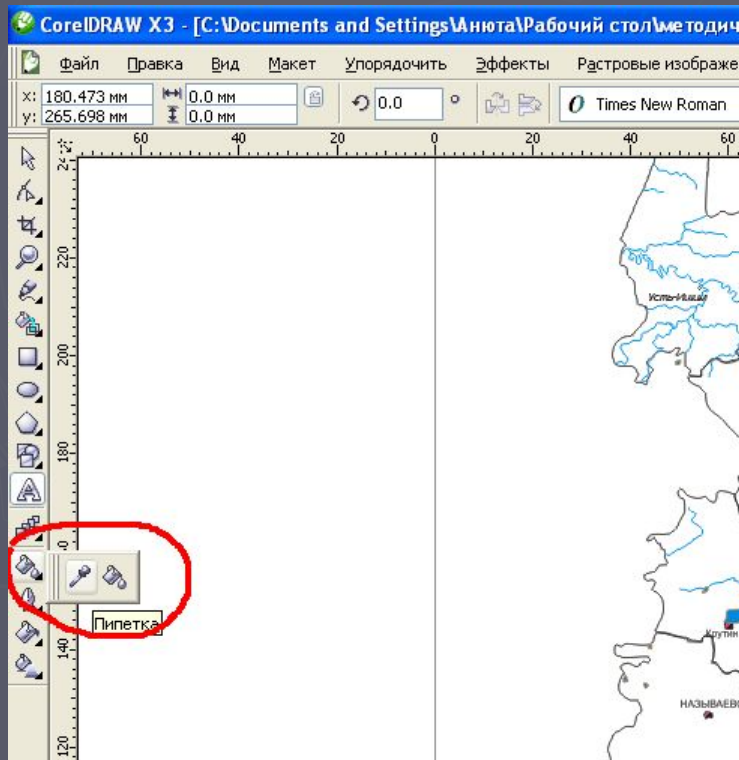 CorelDRAW X3 - [C:\Documents and Settings\Анюта\Рабочий стол\методич
Файл Правка Вид Макет Упорядочить Эффекты Растровые изображе
x: 180.473 мм 0.0 мм 0.0 ° Times New Roman
y: 265.698 мм 0.0 мм
60 40 20 0 20 40 60
24
220
Усть-Ишим
200
180
Пипетка
140
Крутин
НАЗЫВАЕВС
120